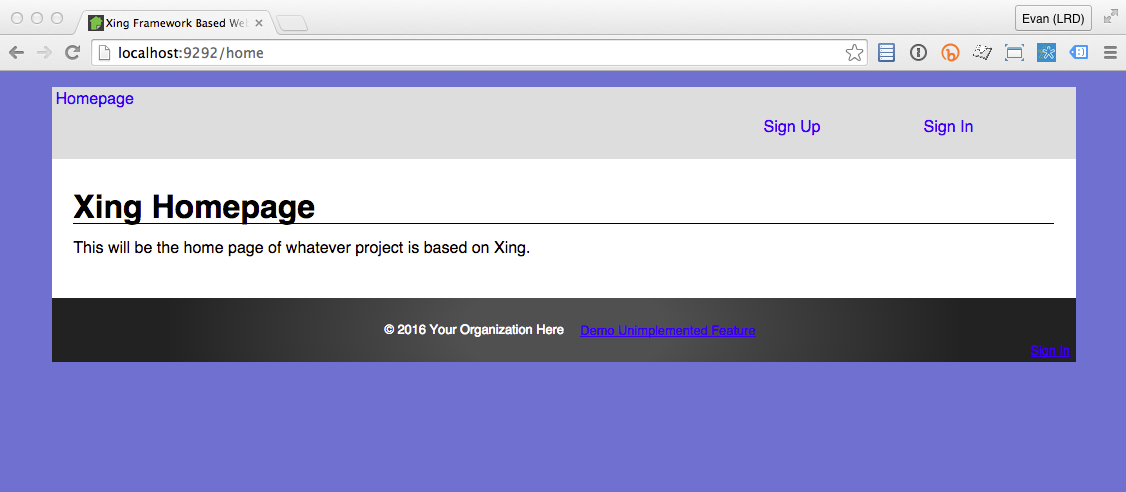 Xing Framework Based Web
Evan (LRD)
localhost:9292/home
Homepage
Sign Up Sign In
Xing Homepage
This will be the home page of whatever project is based on Xing.
© 2016 Your Organization Here Demo Unimplemented Feature
Sign In